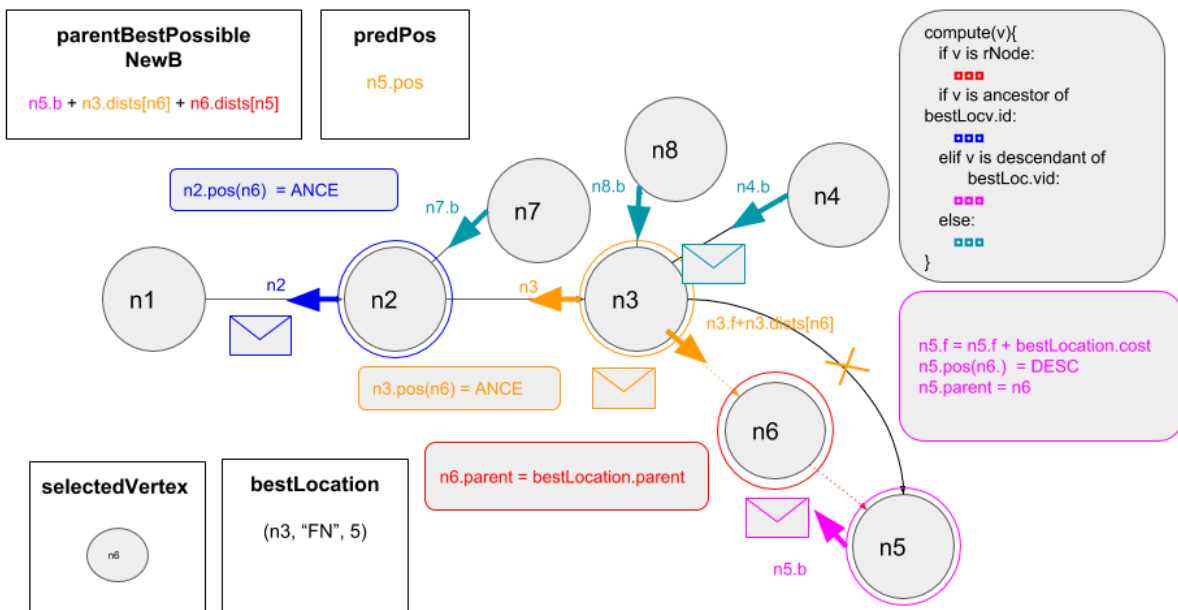 parentBestPossible
NewB
n5.b + n3.dists[n6] + n6.dists[n5]
predPos
n5.pos
compute(v){
if v is rNode:
if v is ancestor of
bestLocv.id:
elif v is descendant of
bestLoc.vid:
else:
}
n2.pos(n6) = ANCE
n7.b
n7
n8.b
n8
n4.b
n4
n1
n2
n2
n3
n3
n3.f+n3.dists[n6]
n3.pos(n6) = ANCE
n5.f = n5.f + bestLocation.cost
n5.pos(n6.) = DESC
n5.parent = n6
n6
n6.parent = bestLocation.parent
n5
n5.b
selectedVertex
n6
bestLocation
(n3, “FN”, 5)